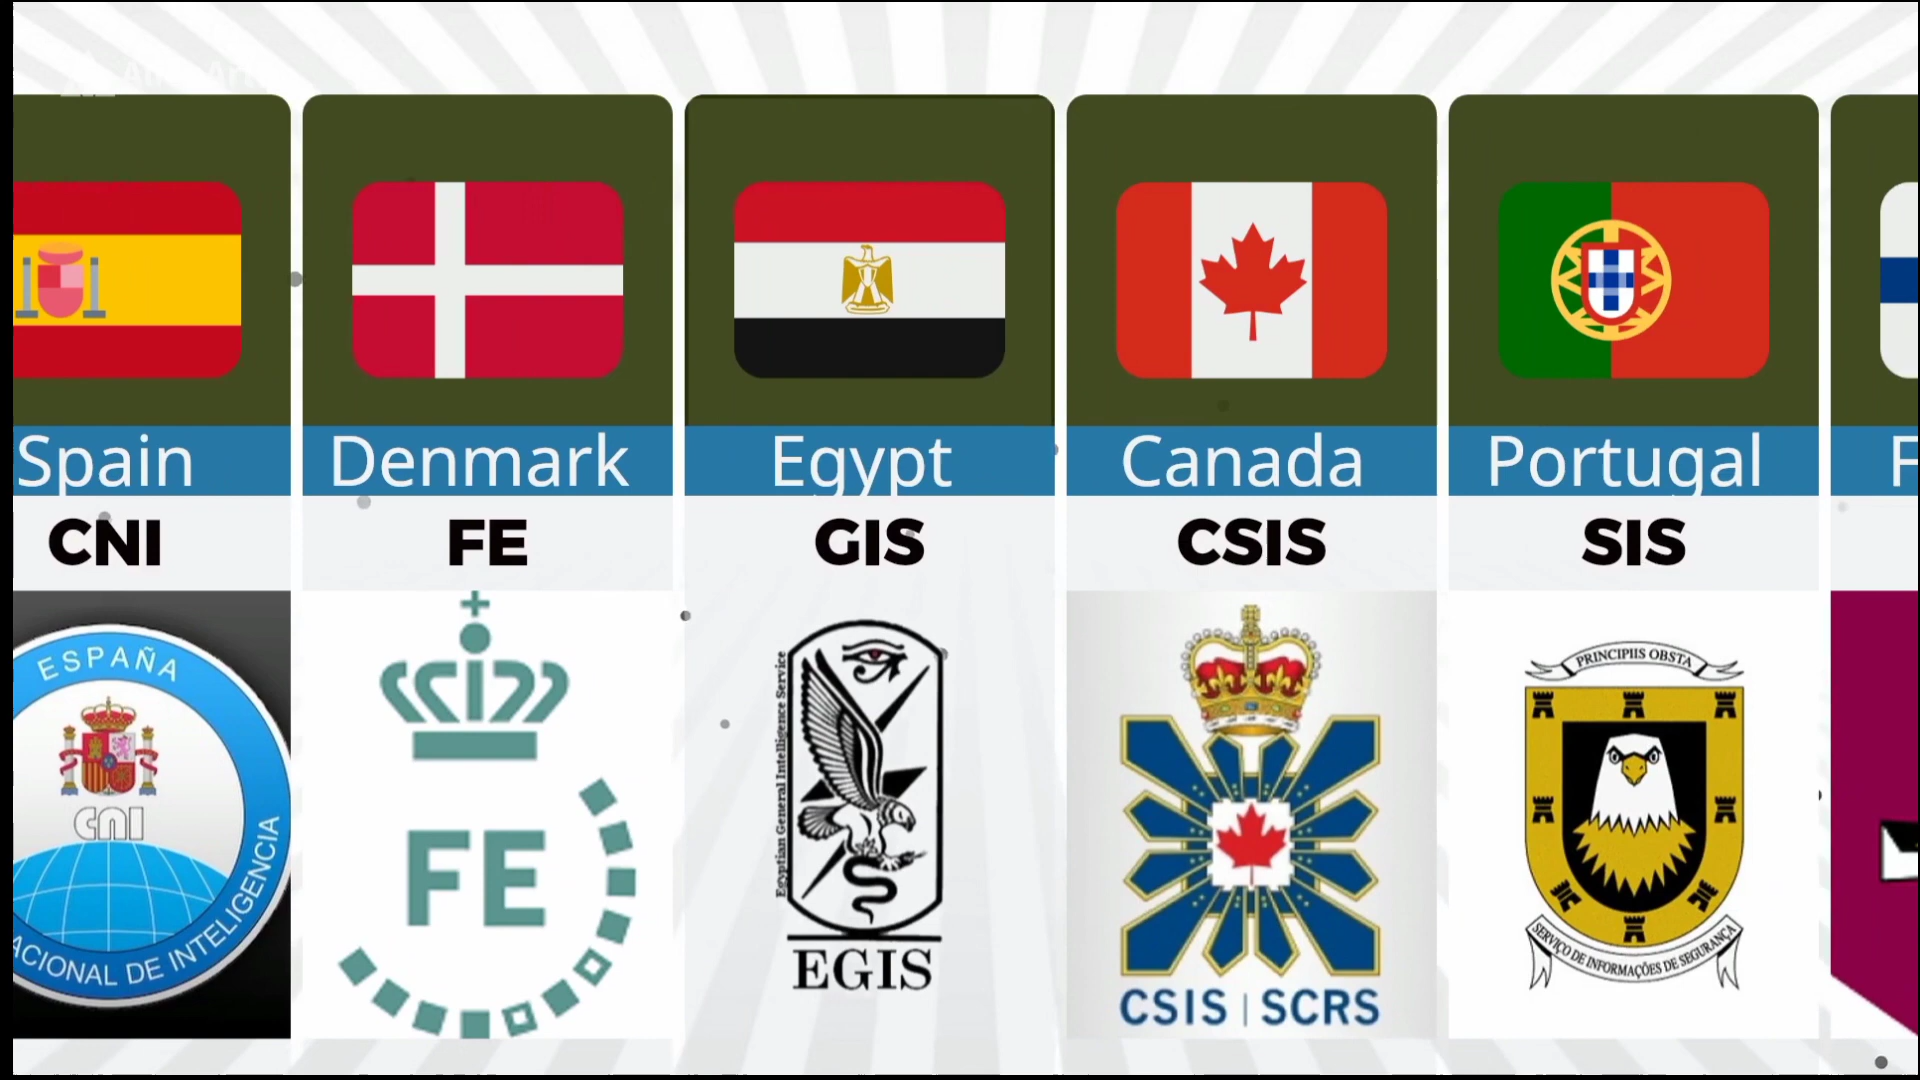 Spain
Denmark
Egypt
Canada
Portugal
F
CNI
FE
GIS
CSIS
SIS
ESPAÑA
cni
ACIONAL DE INTELIGENCIA
FE
Egyptian General Intelligence Service
EGIS
CSIS | SCRS
PRINCIPIIS OBSTA
SERVIÇO DE INFORMAÇÕES DE SEGURANÇA